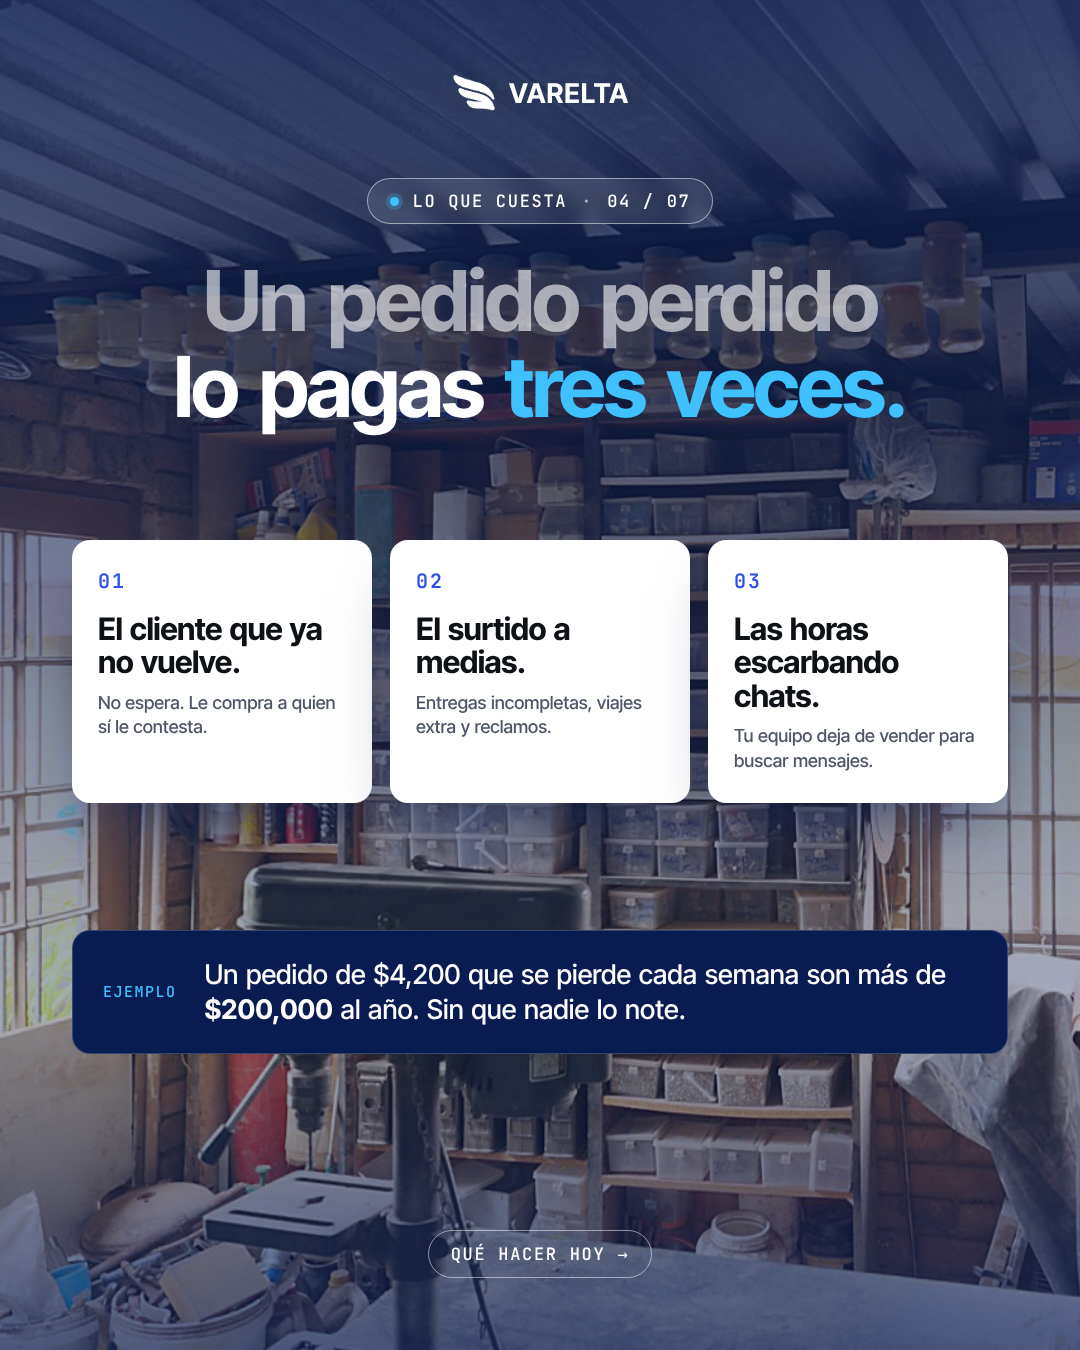 VARELTA
LO QUE CUESTA · 04 / 07
Un pedido perdido
lo pagas tres veces.
01
El cliente que ya
no vuelve.
No espera. Le compra a quien
sí le contesta.
02
El surtido a
medias.
Entregas incompletas, viajes
extra y reclamos.
03
Las horas
escarbando
chats.
Tu equipo deja de vender para
buscar mensajes.
EJEMPLO
Un pedido de $4,200 que se pierde cada semana son más de
$200,000 al año. Sin que nadie lo note.
QUÉ HACER HOY →